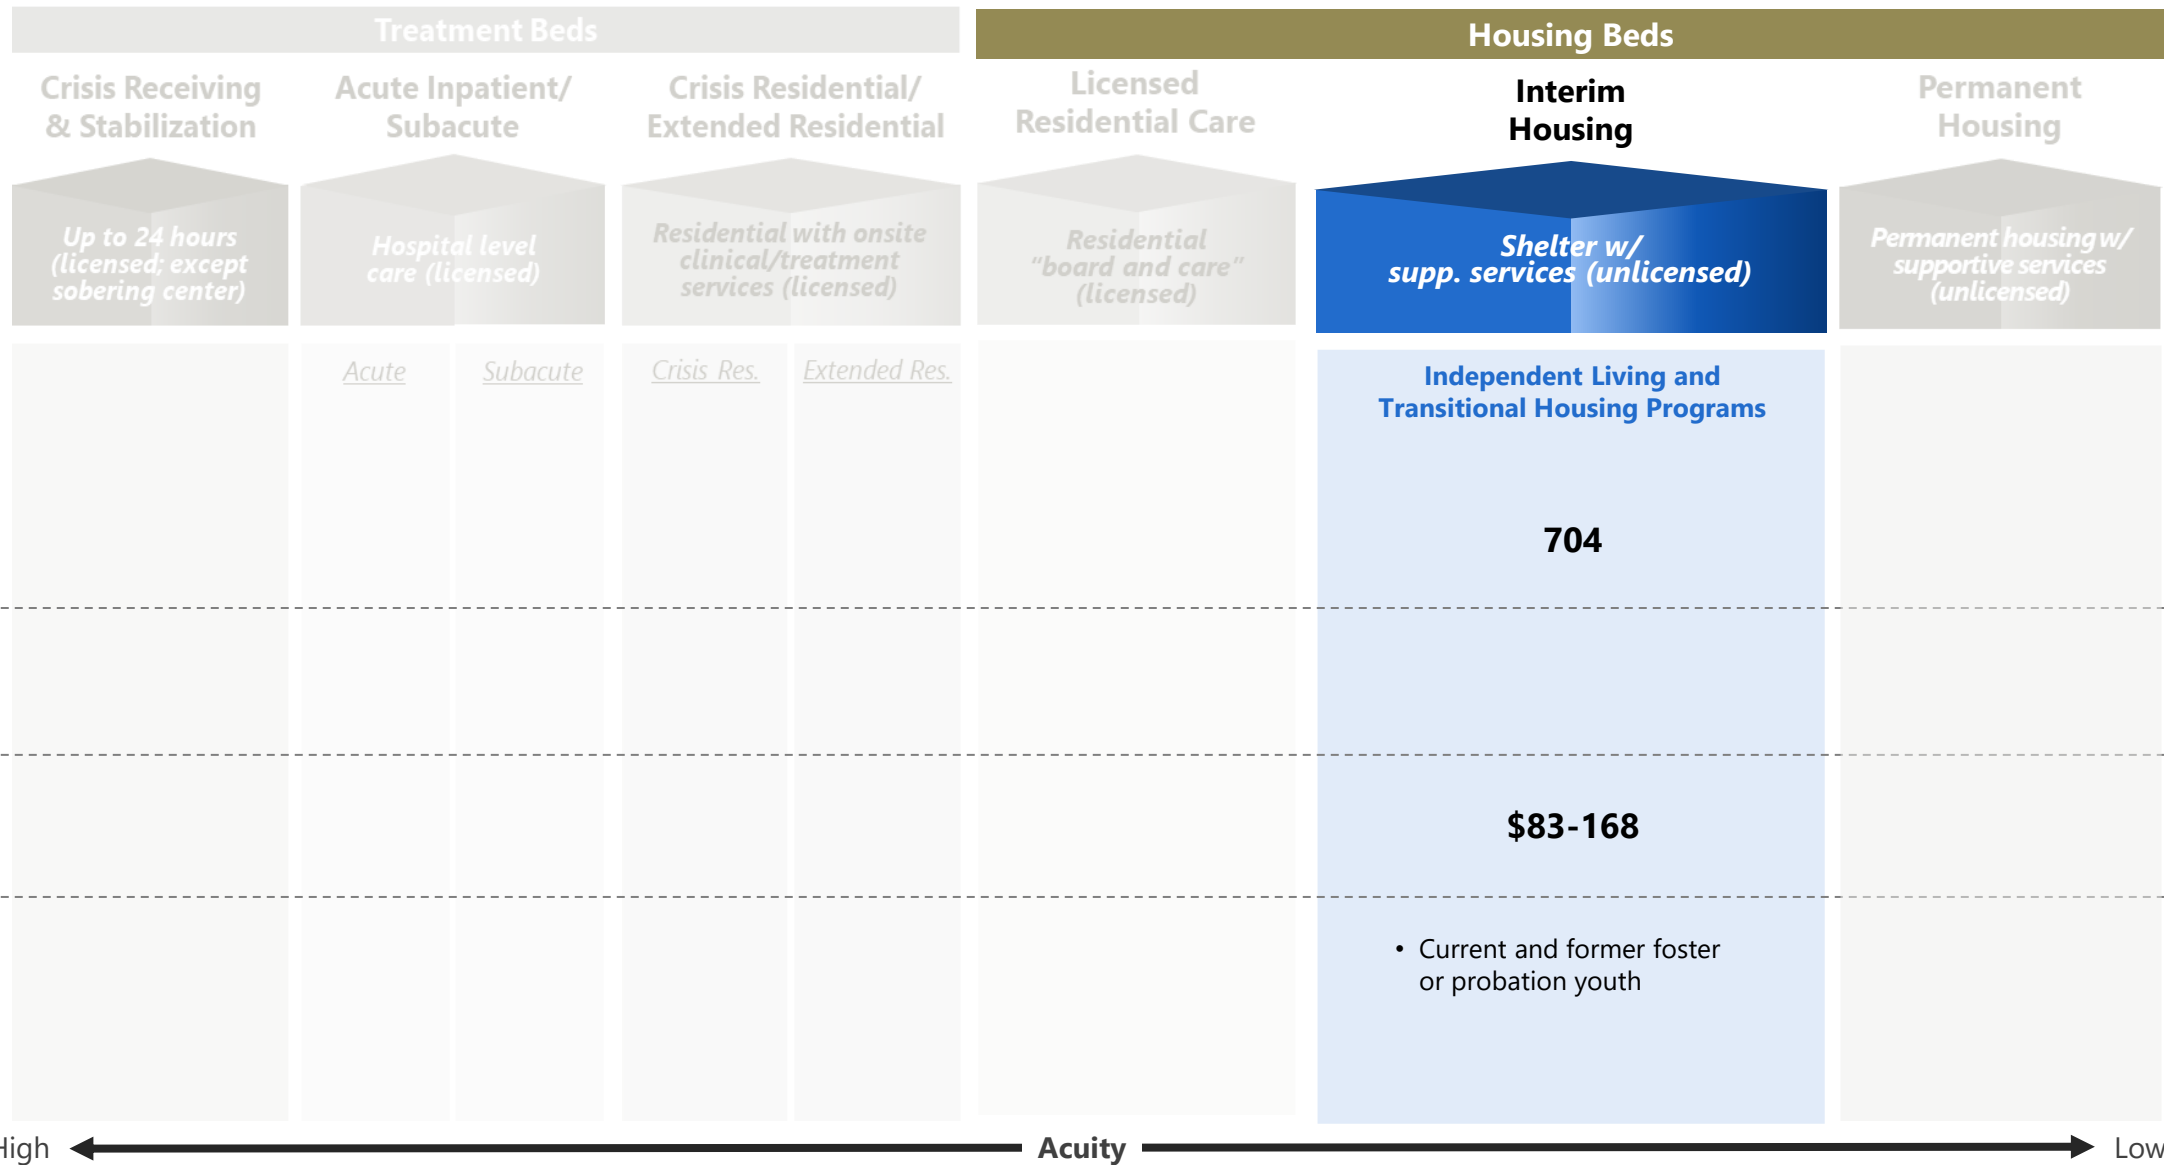 Treatment Beds
Housing Beds
Crisis Receiving
& Stabilization
Acute Inpatient/
Subacute
Crisis Residential/
Extended Residential
Licensed
Residential Care
Interim
Housing
Permanent
Housing
Up to 24 hours
(licensed; except
sobering center)
Hospital level
care (licensed)
Residential with onsite
clinical/treatment
services (licensed)
Residential
“board and care”
(licensed)
Shelter w/
supp. services (unlicensed)
Permanent housing w/
supportive services
(unlicensed)
Acute
Subacute
Crisis Res.
Extended Res.
Independent Living and
Transitional Housing Programs
704
$83-168
• Current and former foster
or probation youth
High
Acuity
Low